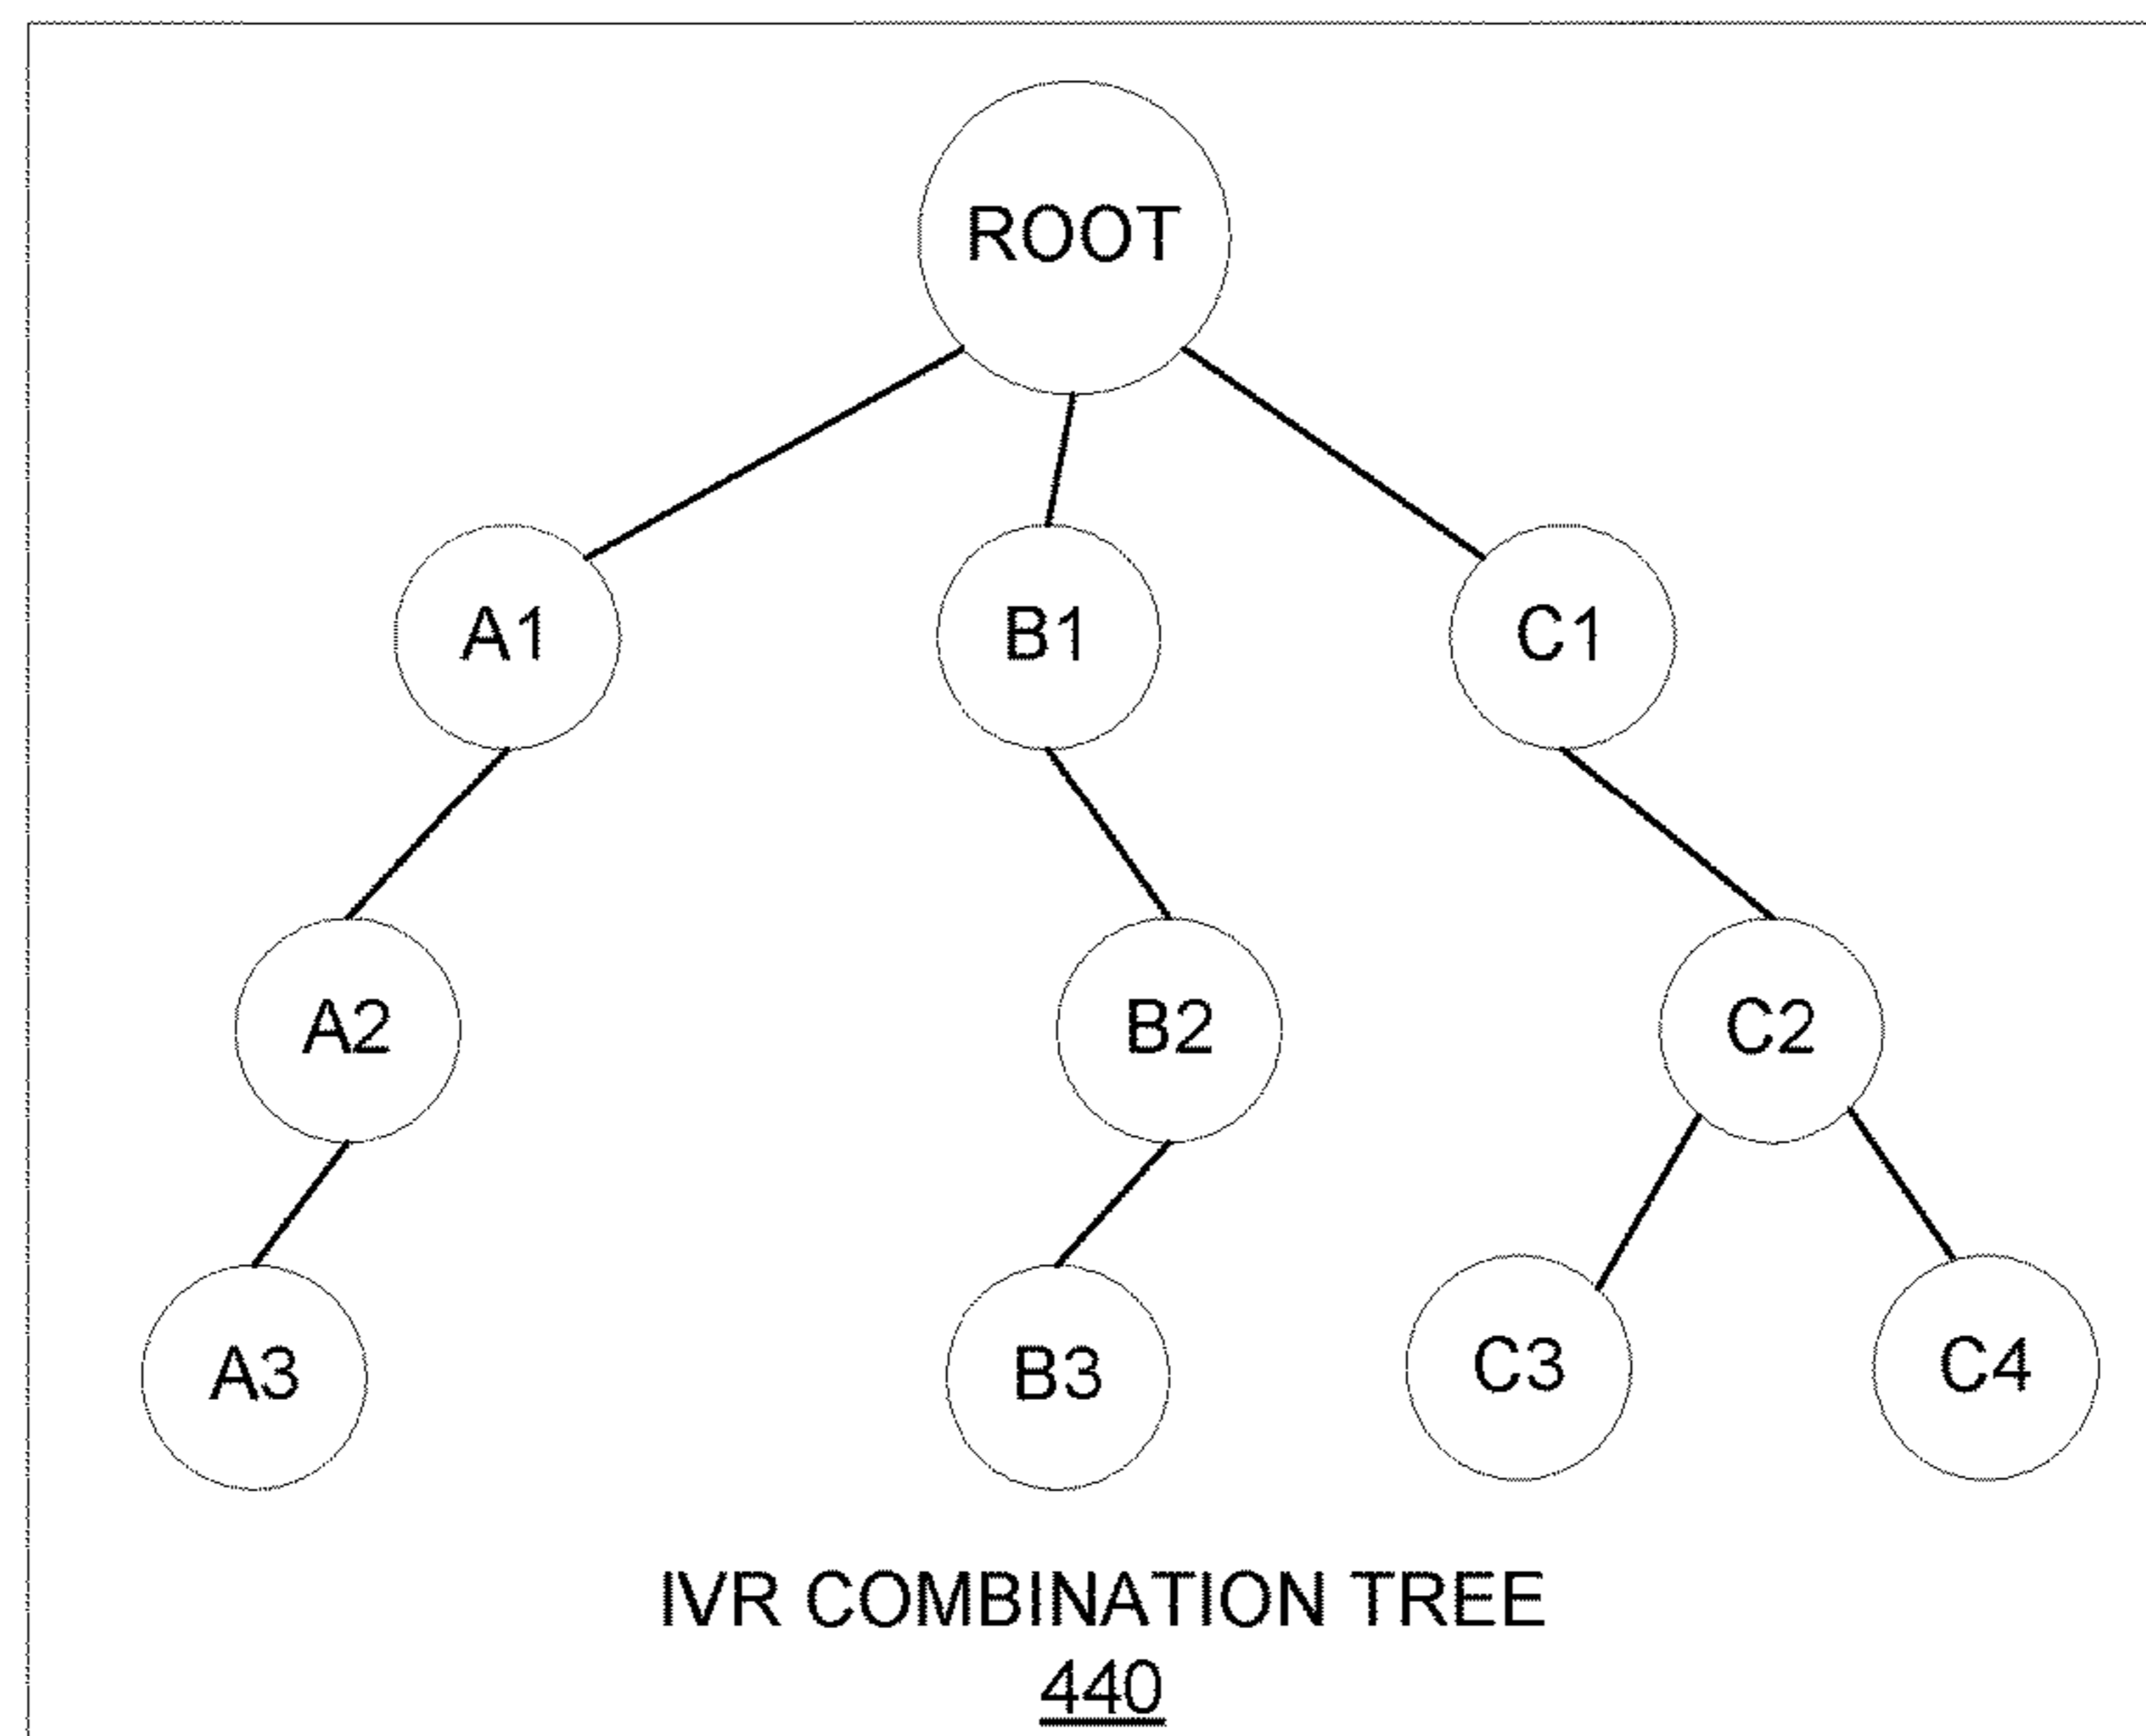 ROOT
A1 B1 C1
A2 B2 C2
A3 B3 C3 C4
IVR COMBINATION TREE
440